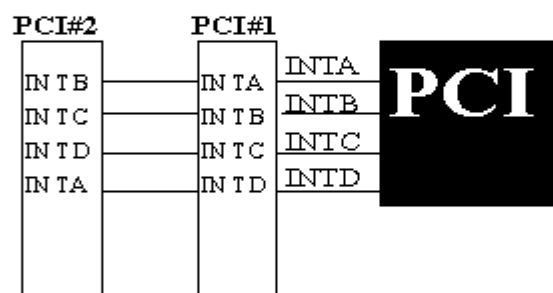 PCI#2 PCI#1
INTA
INTB INTA PCI
INTB
INTC INTB
INTC
INTD INTC
INTD
INTA INTD